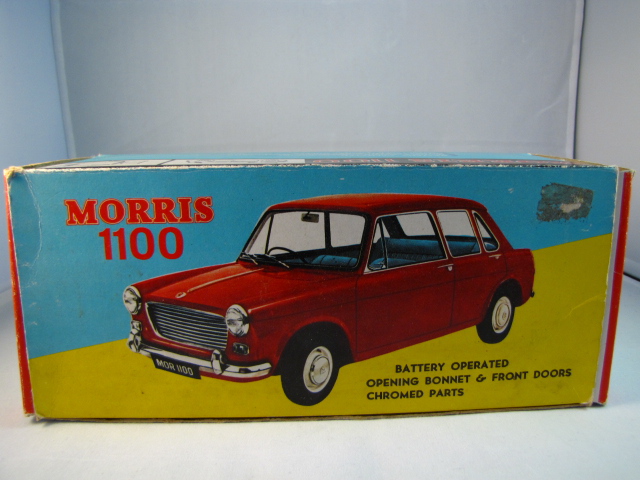 MORRIS
1100
MOR 1100
BATTERY OPERATED
OPENING BONNET & FRONT DOORS
CHROMED PARTS